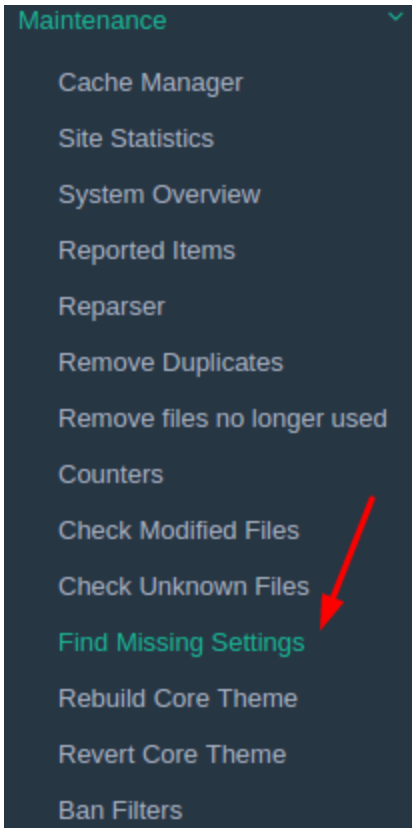 Maintenance
Cache Manager
Site Statistics
System Overview
Reported Items
Reparser
Remove Duplicates
Remove files no longer used
Counters
Check Modified Files
Check Unknown Files
Find Missing Settings
Rebuild Core Theme
Revert Core Theme
Ban Filters